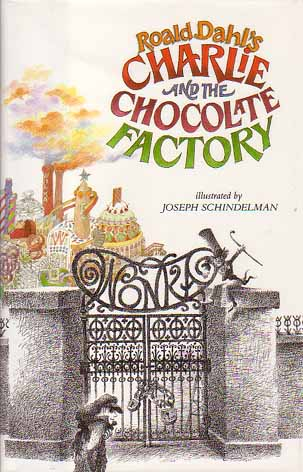 Roald Dahl's
CHARLIE
AND THE
CHOCOLATE
FACTORY
illustrated by
JOSEPH SCHINDELMAN
WONKA